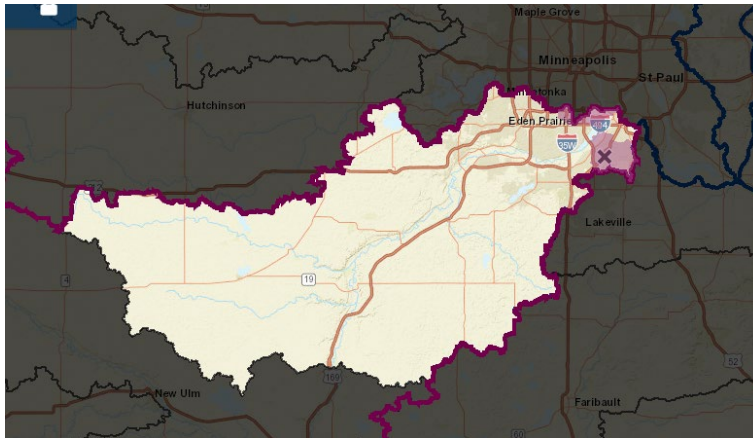 Maple Grove
Minneapolis
St Paul
Minnetonka
Hutchinson
Eden Prairie
494
35W
Lakeville
4
19
169
New Ulm
52
Faribault
60